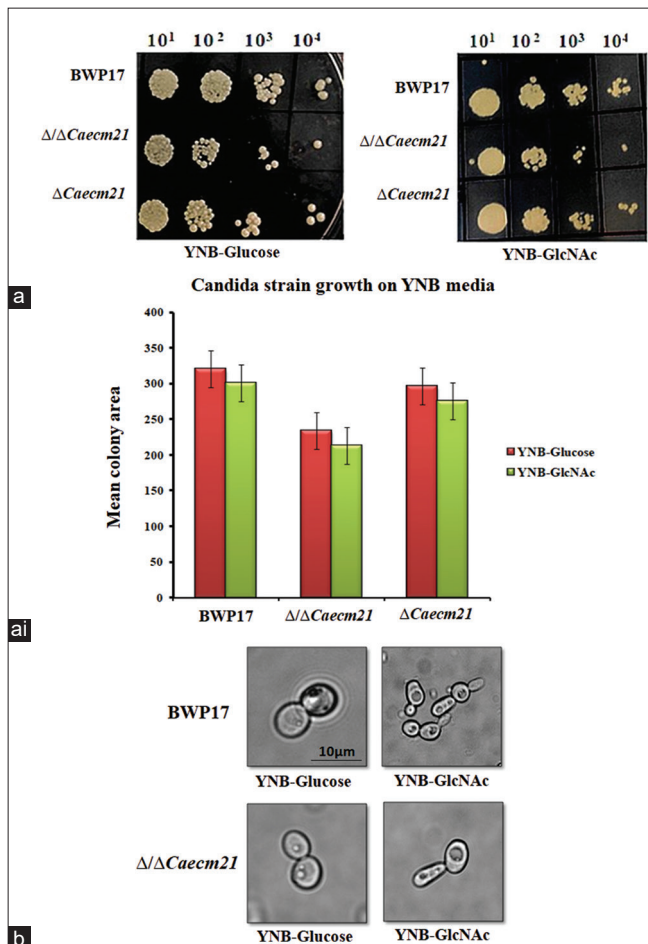 10¹ 10² 10³ 10⁴
BWP17
Δ/ΔCaecm21
ΔCaecm21
YNB-Glucose
10¹ 10² 10³ 10⁴
BWP17
Δ/ΔCaecm21
ΔCaecm21
YNB-GlcNAc
a
Candida strain growth on YNB media
Mean colony area
400
350
300
250
200
150
100
50
0
BWP17 Δ/ΔCaecm21 ΔCaecm21
YNB-Glucose
YNB-GlcNAc
ai
BWP17
10μm
YNB-Glucose YNB-GlcNAc
Δ/ΔCaecm21
YNB-Glucose YNB-GlcNAc
b